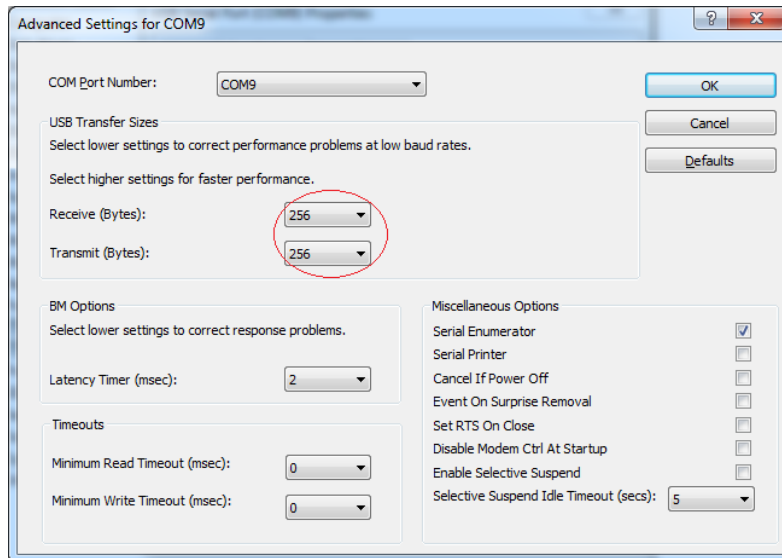 Advanced Settings for COM9
COM Port Number:
COM9
OK
USB Transfer Sizes
Cancel
Select lower settings to correct performance problems at low baud rates.
Defaults
Select higher settings for faster performance.
Receive (Bytes):
256
Transmit (Bytes):
256
BM Options
Select lower settings to correct response problems.
Latency Timer (msec):
2
Timeouts
Minimum Read Timeout (msec):
0
Minimum Write Timeout (msec):
0
Miscellaneous Options
Serial Enumerator
Serial Printer
Cancel If Power Off
Event On Surprise Removal
Set RTS On Close
Disable Modem Ctrl At Startup
Enable Selective Suspend
Selective Suspend Idle Timeout (secs):
5